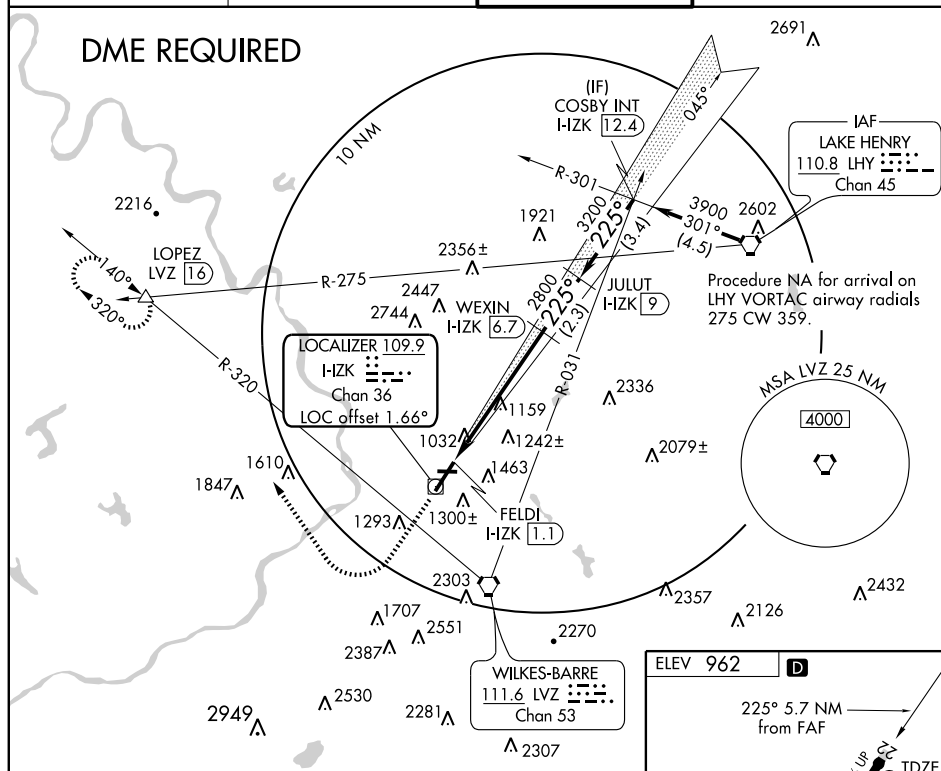 DME REQUIRED
2691
(IF)
COSBY INT
I-IZK 12.4
045°
10 NM
IAF
LAKE HENRY
110.8 LHY
Chan 45
R-301
3900
301°
(4.5)
2602
2216
1921
3200
225°
(3.4)
LOPEZ
LVZ 16
2356±
R-275
140°
320°
Procedure NA for arrival on
LHY VORTAC airway radials
275 CW 359.
JULUT
I-IZK 9
2447
2744
WEXIN
I-IZK 6.7
2800
225°
(2.3)
R-031
LOCALIZER 109.9
I-IZK
Chan 36
LOC offset 1.66°
R-320
MSA LVZ 25 NM
4000
2336
1159
1032
1242±
2079±
1610
1463
1847
1300±
FELDI
I-IZK 1.1
1293
2303
2357
2432
2126
1707
2551
2387
2270
WILKES-BARRE
111.6 LVZ
Chan 53
2530
2949
2281
2307
ELEV 962
D
225° 5.7 NM
from FAF
22
UP
TDZE